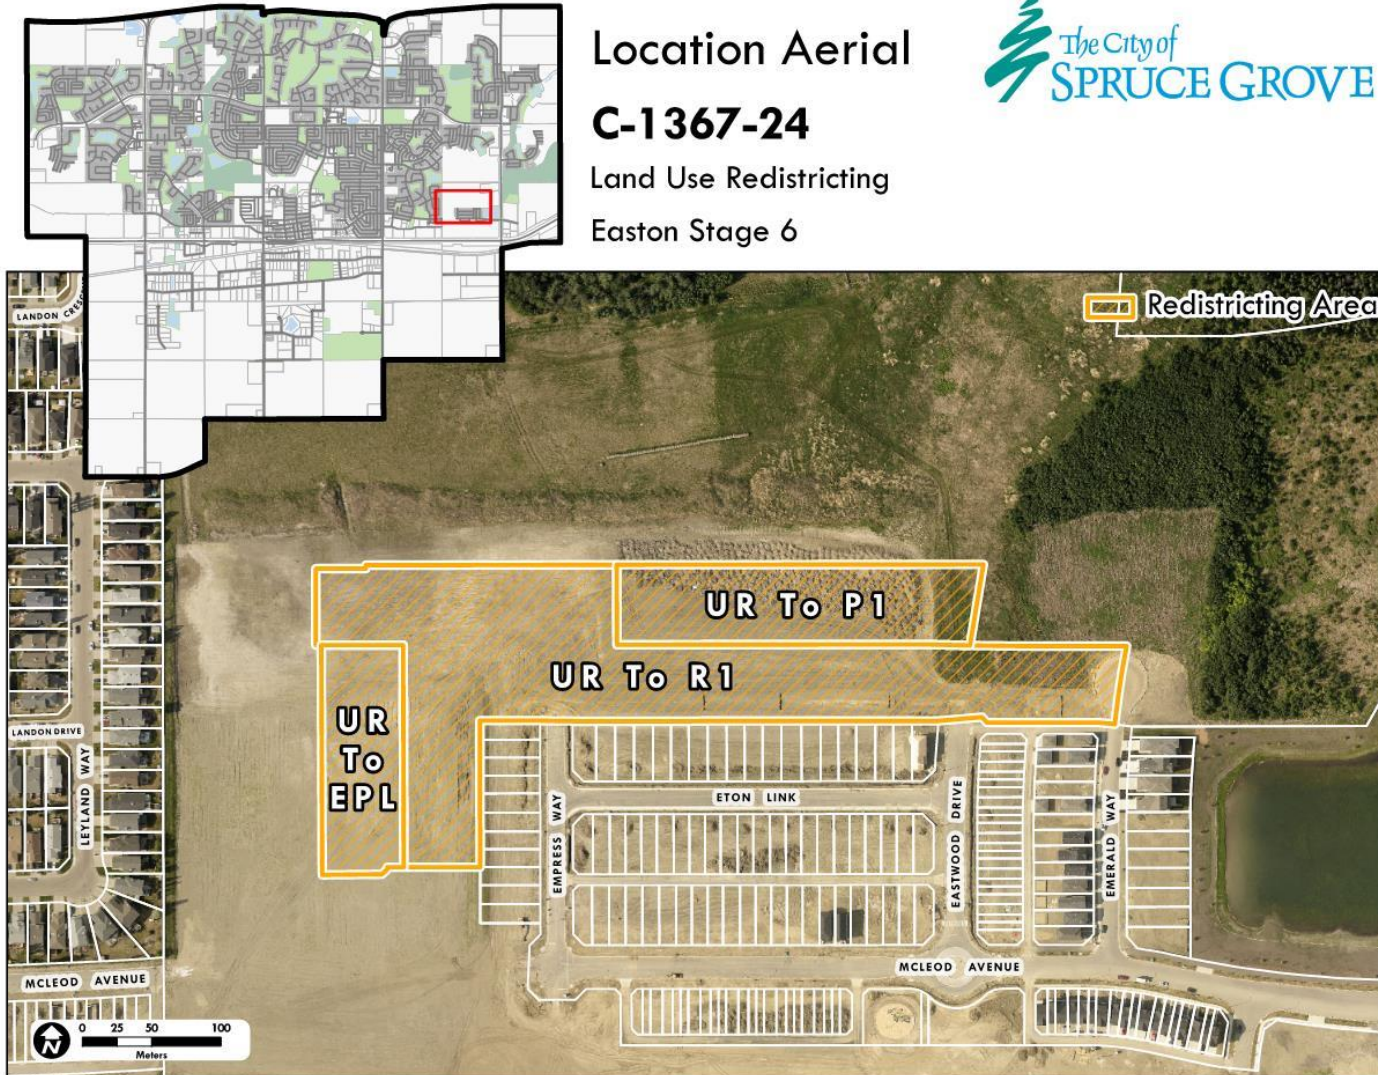 Location Aerial
C-1367-24
Land Use Redistricting
Easton Stage 6
The City of
SPRUCE GROVE
Redistricting Area
LANDON CRESCENT
UR To P1
UR To R1
UR
To
EPL
LANDON DRIVE
LEYLAND WAY
EMPRESS WAY
ETON LINK
EASTWOOD DRIVE
EMERALD WAY
MCLEOD AVENUE
MCLEOD AVENUE
N
0 25 50 100
Meters